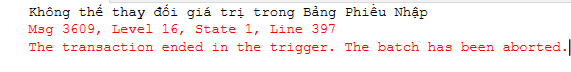 Không thể thay đổi giá trị trong Bảng Phiếu Nhập
Msg 3609, Level 16, State 1, Line 397
The transaction ended in the trigger. The batch has been aborted.